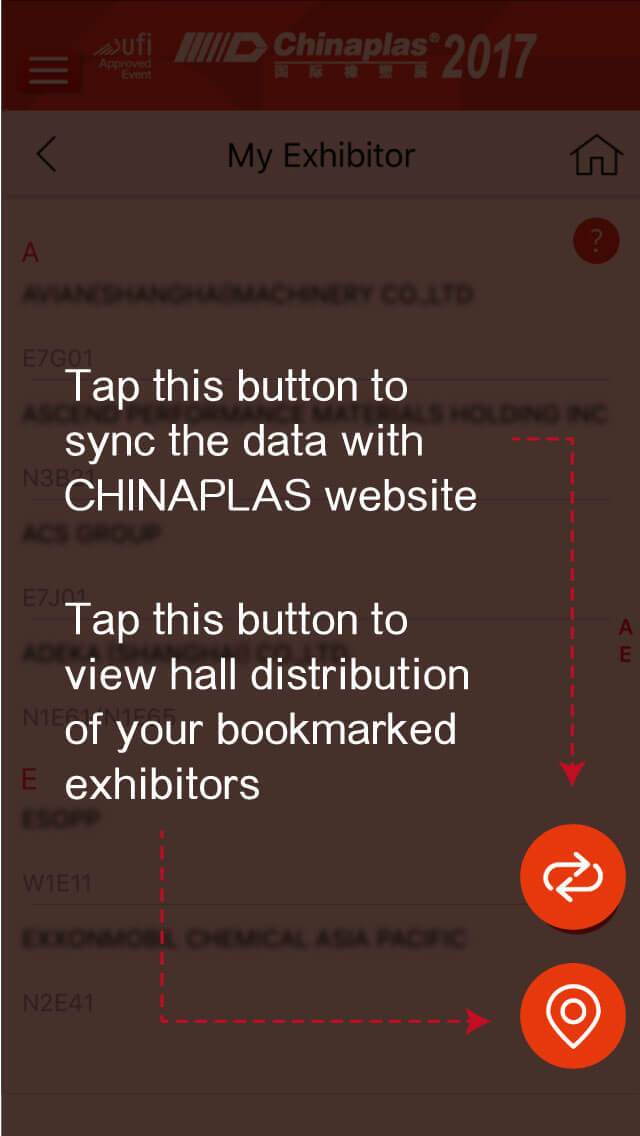 ufi
Approved
Event
Chinaplas® 2017
国际橡塑展
My Exhibitor
A
?
AVIAN(SHANGHAI)MACHINERY CO.,LTD
E7G01
Tap this button to
ASCEND PERFORMANCE MATERIALS HOLDING INC
sync the data with
N3B21
CHINAPLAS website
ACS GROUP
E7J01
Tap this button to
A
ADEKA (SHANGHAI) CO.,LTD
E
view hall distribution
N1E61/N1E65
of your bookmarked
E
exhibitors
ESOPP
W1E11
EXXONMOBIL CHEMICAL ASIA PACIFIC
N2E41